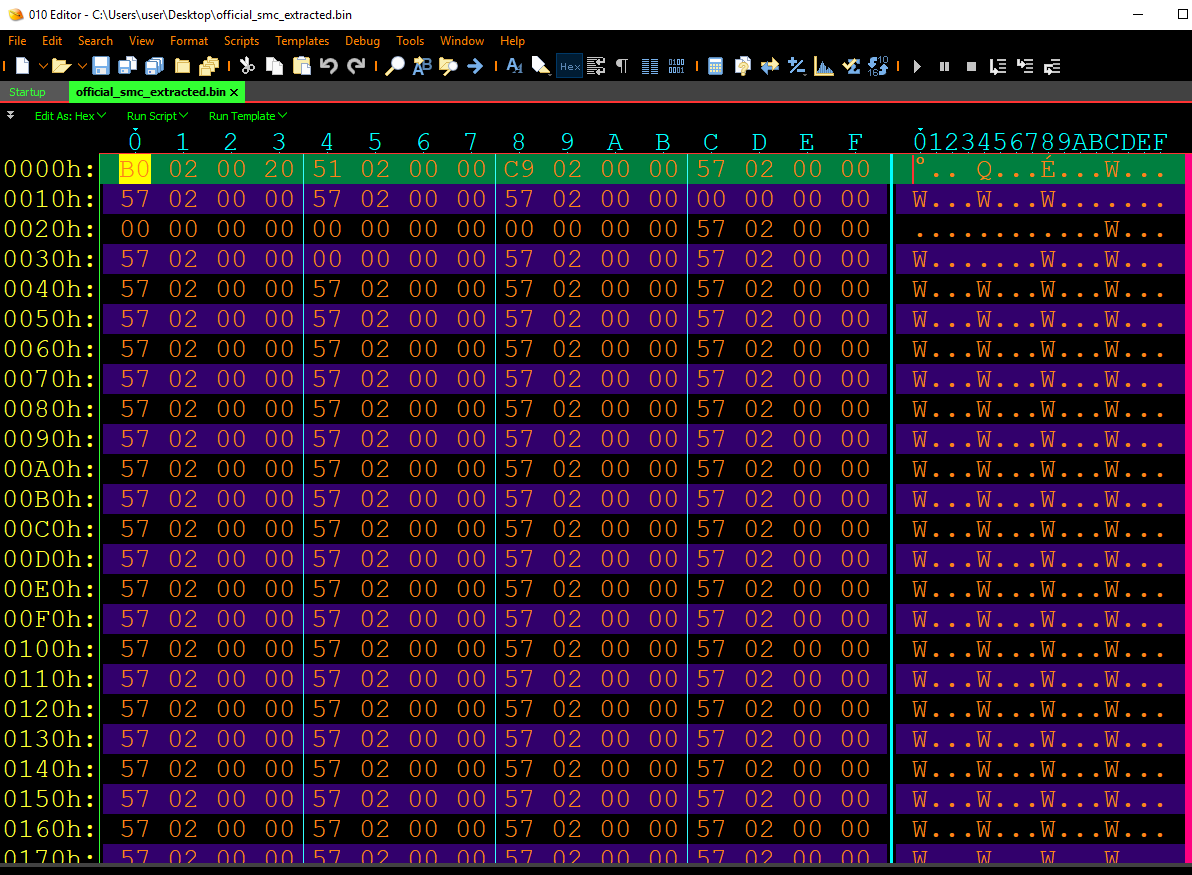 010 Editor - C:\Users\user\Desktop\official_smc_extracted.bin
File Edit Search View Format Scripts Templates Debug Tools Window Help
Hex
Startup official_smc_extracted.bin ×
Edit As: Hex Run Script Run Template
0 1 2 3 4 5 6 7 8 9 A B C D E F 0123456789ABCDEF
0000h: B0 02 00 20 51 02 00 00 C9 02 00 00 57 02 00 00 °.. Q...É...W...
0010h: 57 02 00 00 57 02 00 00 57 02 00 00 00 00 00 00 W...W...W.......
0020h: 00 00 00 00 00 00 00 00 00 00 00 00 57 02 00 00 ............W...
0030h: 57 02 00 00 00 00 00 00 57 02 00 00 57 02 00 00 W.......W...W...
0040h: 57 02 00 00 57 02 00 00 57 02 00 00 57 02 00 00 W...W...W...W...
0050h: 57 02 00 00 57 02 00 00 57 02 00 00 57 02 00 00 W...W...W...W...
0060h: 57 02 00 00 57 02 00 00 57 02 00 00 57 02 00 00 W...W...W...W...
0070h: 57 02 00 00 57 02 00 00 57 02 00 00 57 02 00 00 W...W...W...W...
0080h: 57 02 00 00 57 02 00 00 57 02 00 00 57 02 00 00 W...W...W...W...
0090h: 57 02 00 00 57 02 00 00 57 02 00 00 57 02 00 00 W...W...W...W...
00A0h: 57 02 00 00 57 02 00 00 57 02 00 00 57 02 00 00 W...W...W...W...
00B0h: 57 02 00 00 57 02 00 00 57 02 00 00 57 02 00 00 W...W...W...W...
00C0h: 57 02 00 00 57 02 00 00 57 02 00 00 57 02 00 00 W...W...W...W...
00D0h: 57 02 00 00 57 02 00 00 57 02 00 00 57 02 00 00 W...W...W...W...
00E0h: 57 02 00 00 57 02 00 00 57 02 00 00 57 02 00 00 W...W...W...W...
00F0h: 57 02 00 00 57 02 00 00 57 02 00 00 57 02 00 00 W...W...W...W...
0100h: 57 02 00 00 57 02 00 00 57 02 00 00 57 02 00 00 W...W...W...W...
0110h: 57 02 00 00 57 02 00 00 57 02 00 00 57 02 00 00 W...W...W...W...
0120h: 57 02 00 00 57 02 00 00 57 02 00 00 57 02 00 00 W...W...W...W...
0130h: 57 02 00 00 57 02 00 00 57 02 00 00 57 02 00 00 W...W...W...W...
0140h: 57 02 00 00 57 02 00 00 57 02 00 00 57 02 00 00 W...W...W...W...
0150h: 57 02 00 00 57 02 00 00 57 02 00 00 57 02 00 00 W...W...W...W...
0160h: 57 02 00 00 57 02 00 00 57 02 00 00 57 02 00 00 W...W...W...W...
0170h: 57 02 00 00 57 02 00 00 57 02 00 00 57 02 00 00 W...W...W...W...